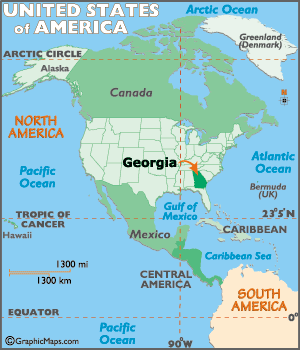 UNITED STATES
of AMERICA
Arctic Ocean
Greenland
(Denmark)
ARCTIC CIRCLE
Alaska
Canada
NORTH
AMERICA
Georgia
Atlantic
Ocean
Pacific
Ocean
Bermuda
(UK)
Gulf of
Mexico
TROPIC OF
CANCER
23°5'N
Hawaii
Mexico
CARIBBEAN
Caribbean Sea
1300 mi
1300 km
CENTRAL
AMERICA
SOUTH
AMERICA
EQUATOR
0°
Pacific
Ocean
90°W
©GraphicMaps.com